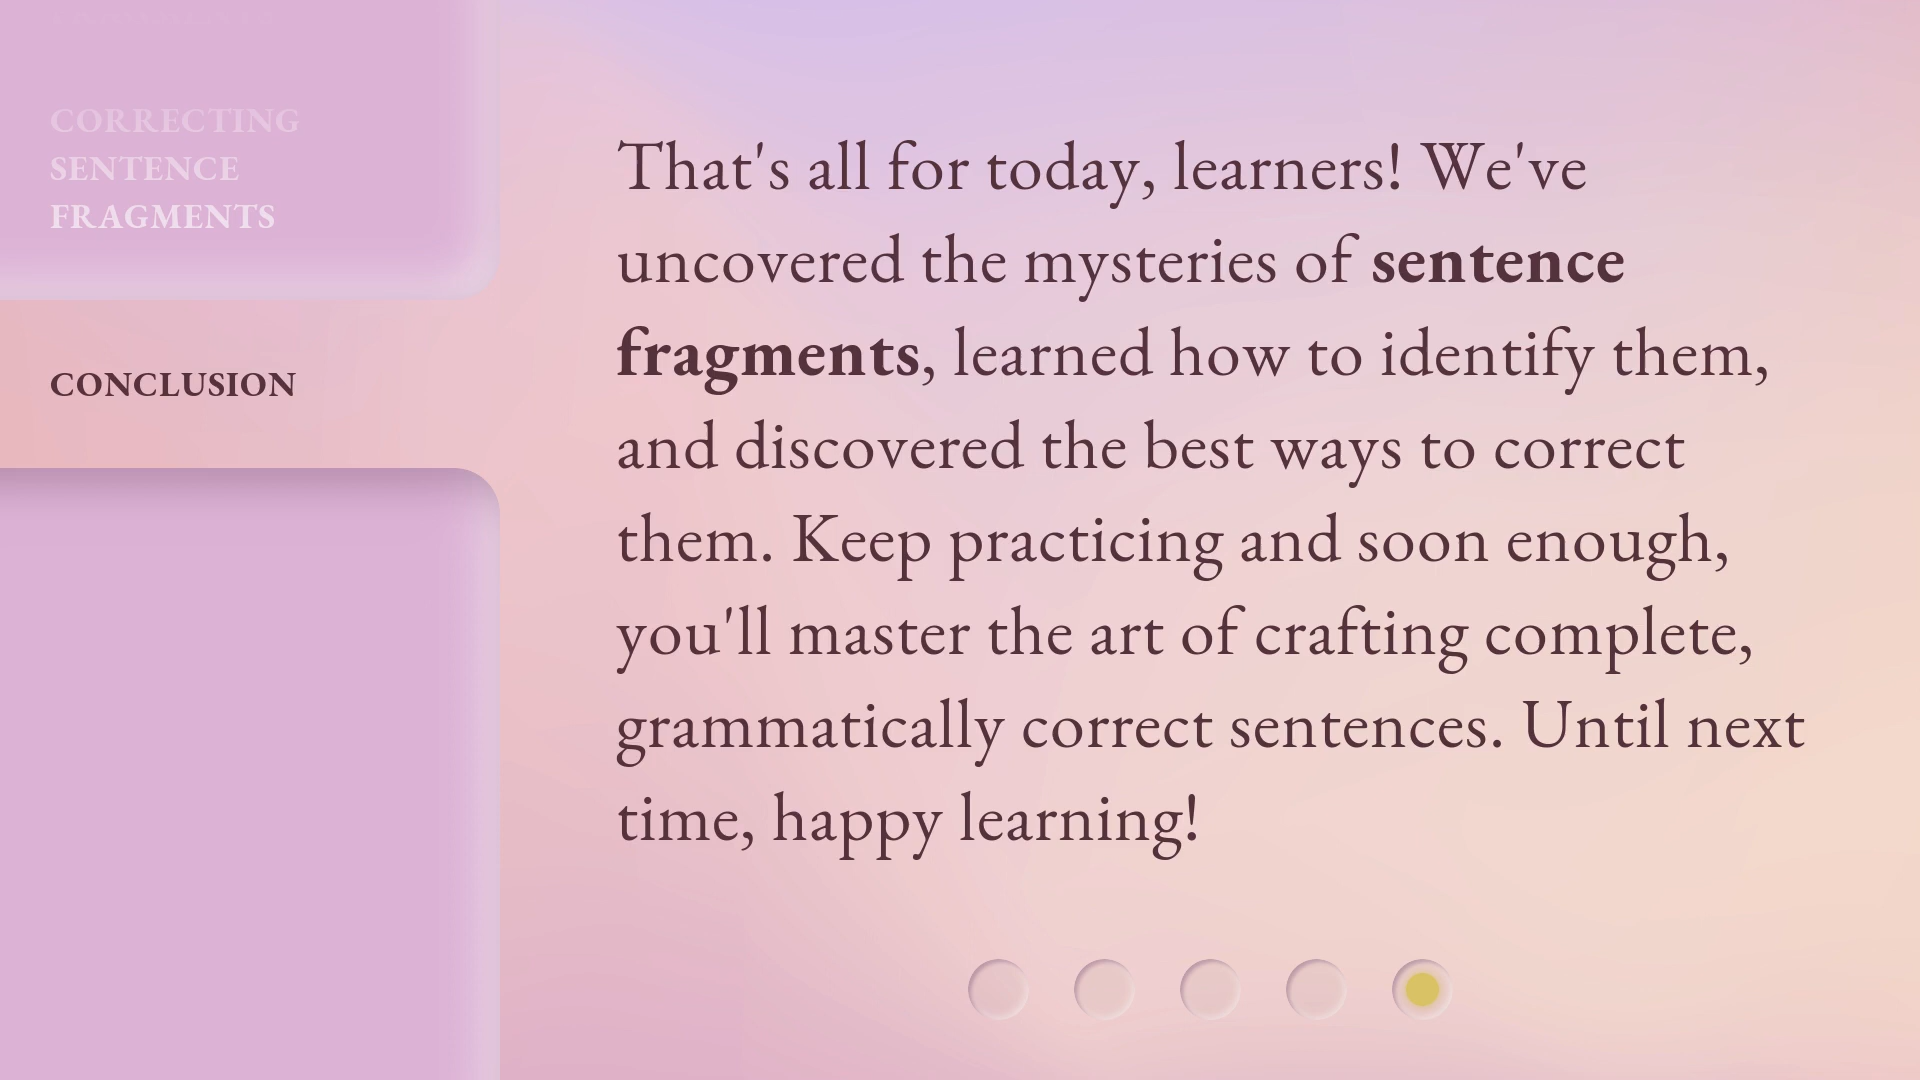 CORRECTING
SENTENCE
FRAGMENTS
CONCLUSION
That's all for today, learners! We've
uncovered the mysteries of sentence
fragments, learned how to identify them,
and discovered the best ways to correct
them. Keep practicing and soon enough,
you'll master the art of crafting complete,
grammatically correct sentences. Until next
time, happy learning!